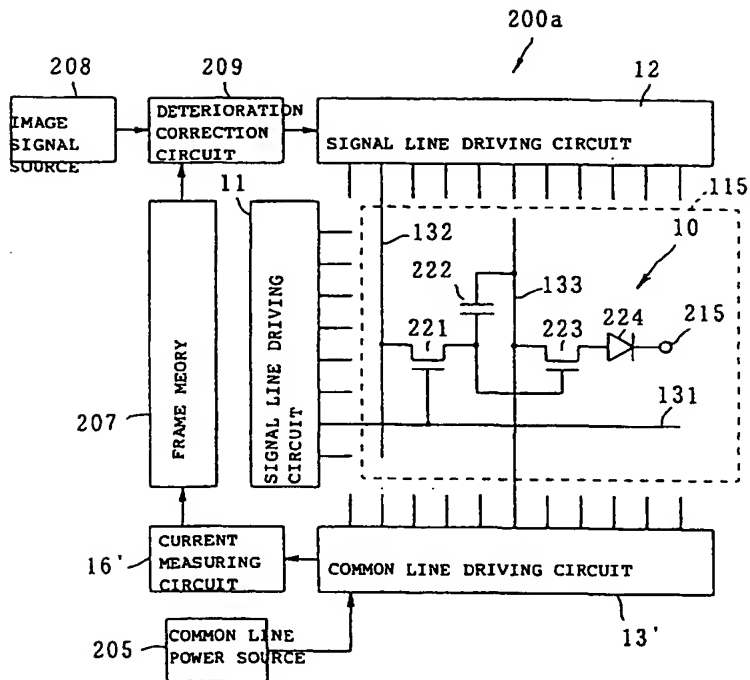 200a
208
209
12
IMAGE
SIGNAL
SOURCE
DETERIORATION
CORRECTION
CIRCUIT
SIGNAL LINE DRIVING CIRCUIT
11
115
132
10
222
133
224
215
221
223
131
207
FRAME MEORY
SIGNAL LINE DRIVING
CIRCUIT
16'
CURRENT
MEASURING
CIRCUIT
COMMON LINE DRIVING CIRCUIT
13'
205
COMMON LINE
POWER SOURCE